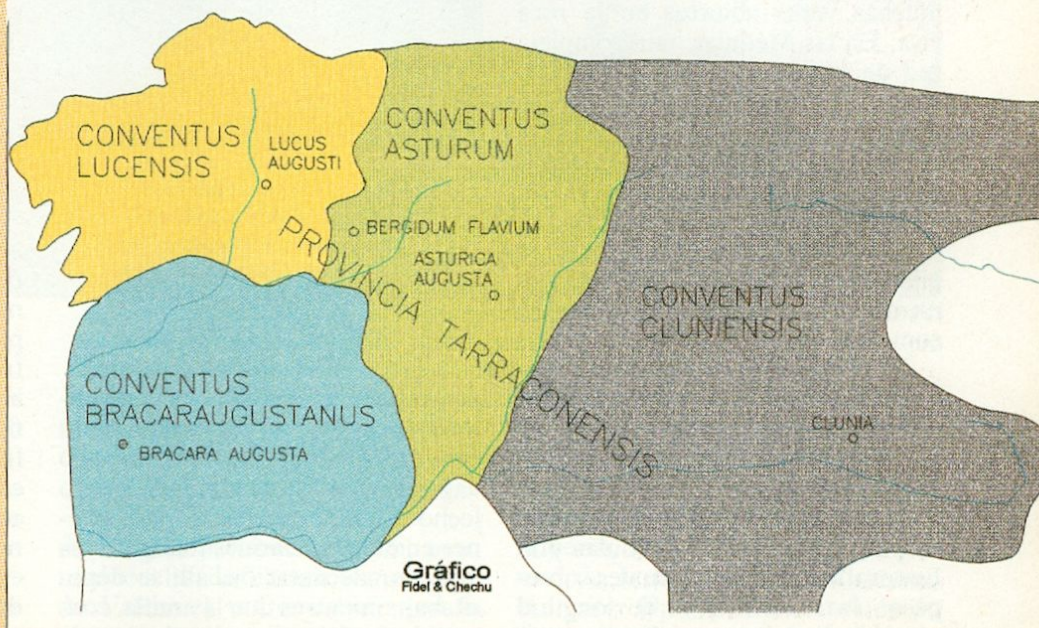 CONVENTUS
LUCENSIS
LUCUS
AUGUSTI
CONVENTUS
ASTURUM
BERGIDUM FLAVIUM
ASTURICA
AUGUSTA
PROVINCIA TARRACONENSIS
CONVENTUS
CLUNIENSIS
CLUNIA
CONVENTUS
BRACARAUGUSTANUS
BRACARA AUGUSTA
Gráfico
Fidel & Chechu